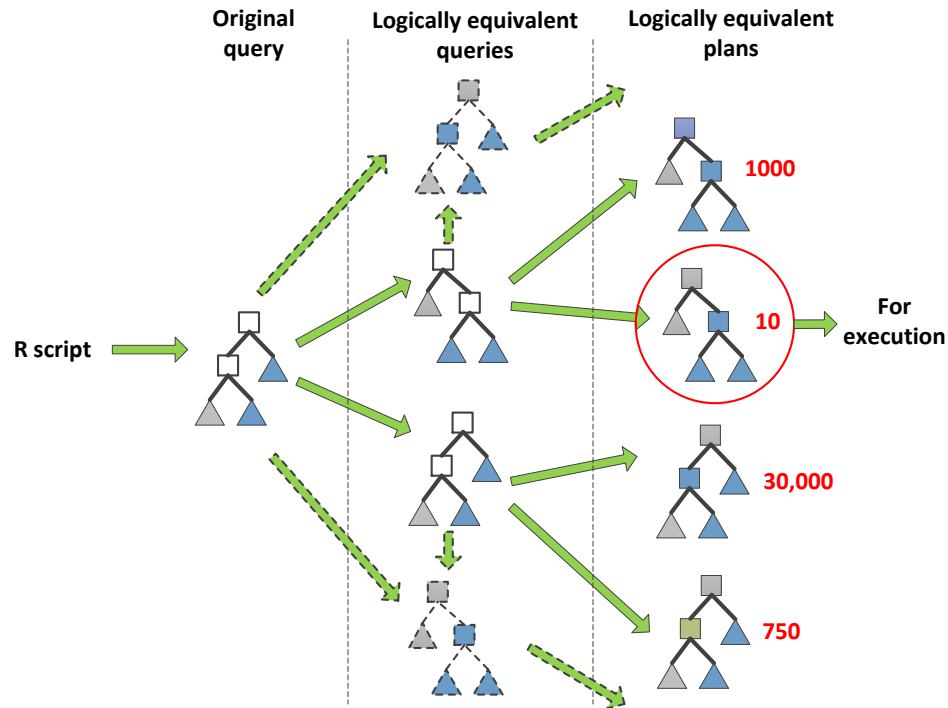 Original
query
Logically equivalent
queries
Logically equivalent
plans
1000
R script
10
For
execution
30,000
750